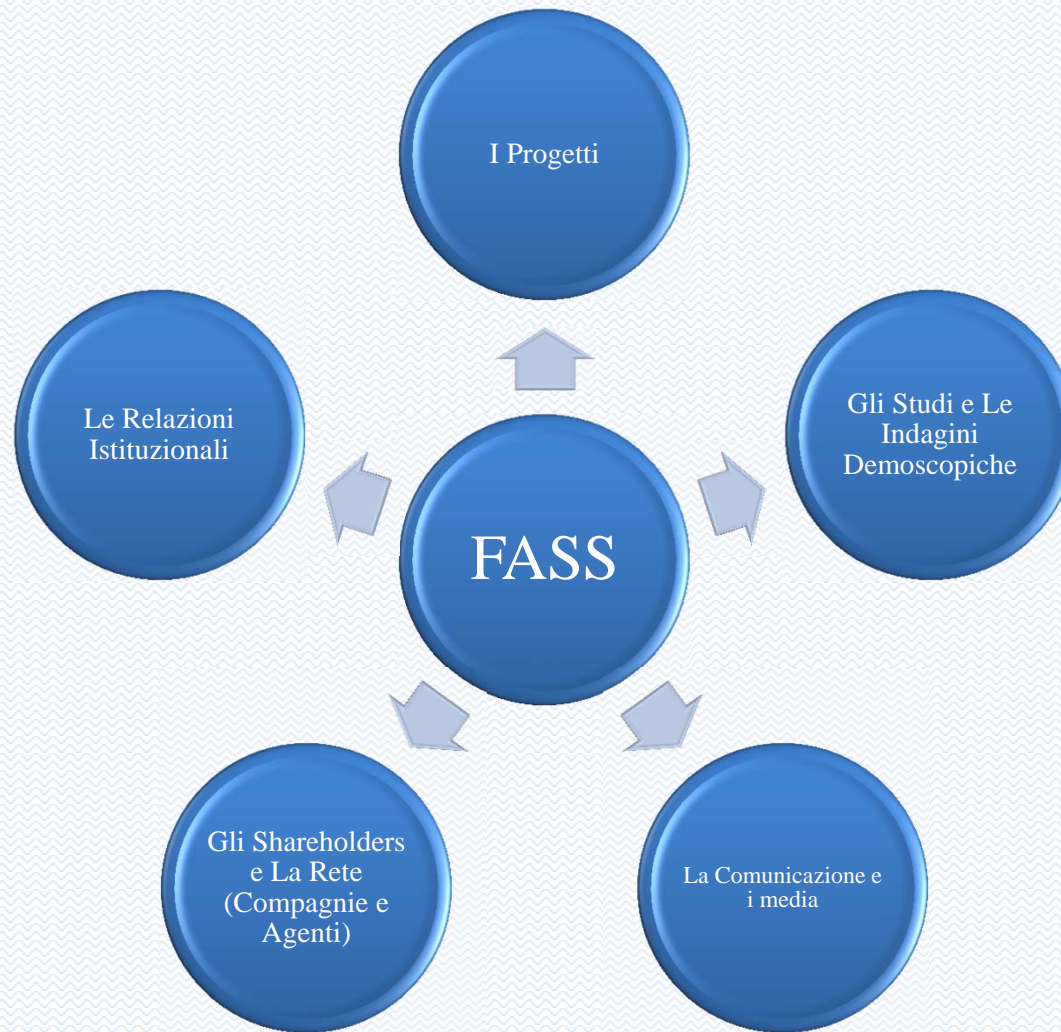 I Progetti
Le Relazioni
Istituzionali
Gli Studi e Le
Indagini
Demoscopiche
FASS
Gli Shareholders
e La Rete
(Compagnie e
Agenti)
La Comunicazione e
i media